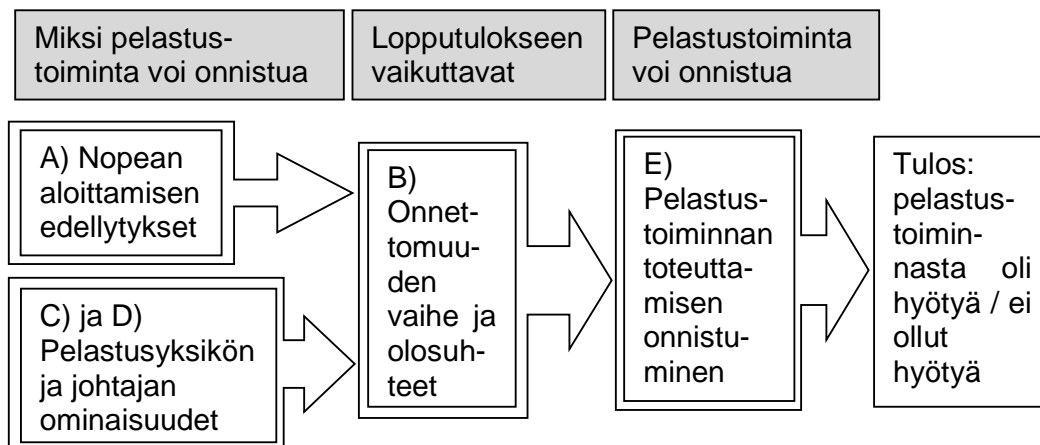 Miksi pelastus-
toiminta voi onnistua
Lopputulokseen
vaikuttavat
Pelastustoiminta
voi onnistua
A) Nopean
aloittamisen
edellytykset
C) ja D)
Pelastusyksikön
ja johtajan
ominaisuudet
B)
Onnet-
tomuu-
den
vaihe ja
olosuh-
teet
E)
Pelastus-
toiminnan
toteutta-
misen
onnistu-
minen
Tulos:
pelastus-
toimin-
nasta oli
hyötyä / ei
ollut
hyötyä